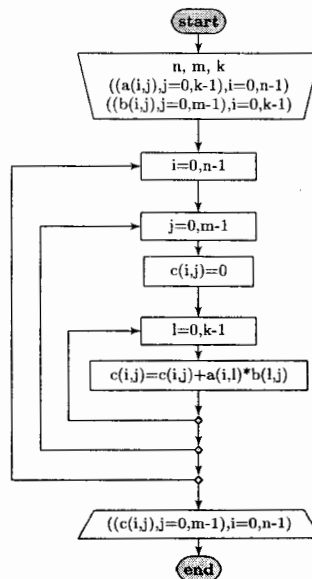 start
n, m, k
((a(i,j),j=0,k-1),i=0,n-1)
((b(i,j),j=0,m-1),i=0,k-1)
i=0,n-1
j=0,m-1
c(i,j)=0
l=0,k-1
c(i,j)=c(i,j)+a(i,l)*b(l,j)
((c(i,j),j=0,m-1),i=0,n-1)
end